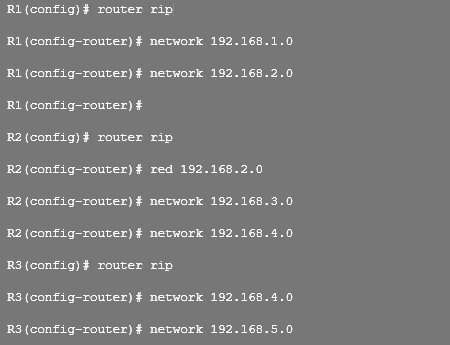 R1(config)# router rip
R1(config-router)# network 192.168.1.0
R1(config-router)# network 192.168.2.0
R1(config-router)#
R2(config)# router rip
R2(config-router)# red 192.168.2.0
R2(config-router)# network 192.168.3.0
R2(config-router)# network 192.168.4.0
R3(config)# router rip
R3(config-router)# network 192.168.4.0
R3(config-router)# network 192.168.5.0